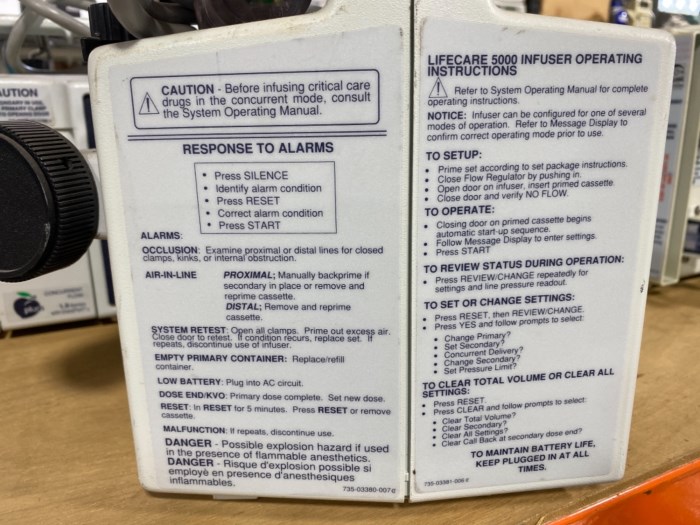 CAUTION - Before infusing critical care
drugs in the concurrent mode, consult
the System Operating Manual.
RESPONSE TO ALARMS
• Press SILENCE
• Identify alarm condition
• Press RESET
• Correct alarm condition
• Press START
ALARMS:
OCCLUSION: Examine proximal or distal lines for closed
clamps, kinks, or internal obstruction.
AIR-IN-LINE PROXIMAL; Manually backprime if
secondary in place or remove and
reprime cassette.
DISTAL; Remove and reprime
cassette.
SYSTEM RETEST: Open all clamps. Prime out excess air.
Close door to retest. If condition recurs, replace set. If
repeats, discontinue use of infuser.
EMPTY PRIMARY CONTAINER: Replace/refill
container.
LOW BATTERY: Plug into AC circuit.
DOSE END/KVO: Primary dose complete. Set new dose.
RESET: In RESET for 5 minutes. Press RESET or remove
cassette.
MALFUNCTION: If repeats, discontinue use.
DANGER - Possible explosion hazard if used
in the presence of flammable anesthetics.
DANGER - Risque d'explosion possible si
employé en presence d'anesthesiques
inflammables.
735-03380-007
LIFECARE 5000 INFUSER OPERATING
INSTRUCTIONS
Refer to System Operating Manual for complete
operating instructions.
NOTICE: Infuser can be configured for one of several
modes of operation. Refer to Message Display to
confirm correct operating mode prior to use.
TO SETUP:
• Prime set according to set package instructions.
• Close Flow Regulator by pushing in.
• Open door on infuser, insert primed cassette.
• Close door and verify NO FLOW.
TO OPERATE:
• Closing door on primed cassette begins
automatic start-up sequence.
• Follow Message Display to enter settings.
• Press START
TO REVIEW STATUS DURING OPERATION:
• Press REVIEW/CHANGE repeatedly for
settings and line pressure readout.
TO SET OR CHANGE SETTINGS:
• Press RESET, then REVIEW/CHANGE.
• Press YES and follow prompts to select:
• Change Primary?
• Set Secondary?
• Concurrent Delivery?
• Change Secondary?
• Set Pressure Limit?
TO CLEAR TOTAL VOLUME OR CLEAR ALL
SETTINGS:
• Press RESET.
• Press CLEAR and follow prompts to select:
• Clear Total Volume?
• Clear Secondary?
• Clear All Settings?
• Clear Call Back at secondary dose end?
TO MAINTAIN BATTERY LIFE,
KEEP PLUGGED IN AT ALL
TIMES.
735-03381-006